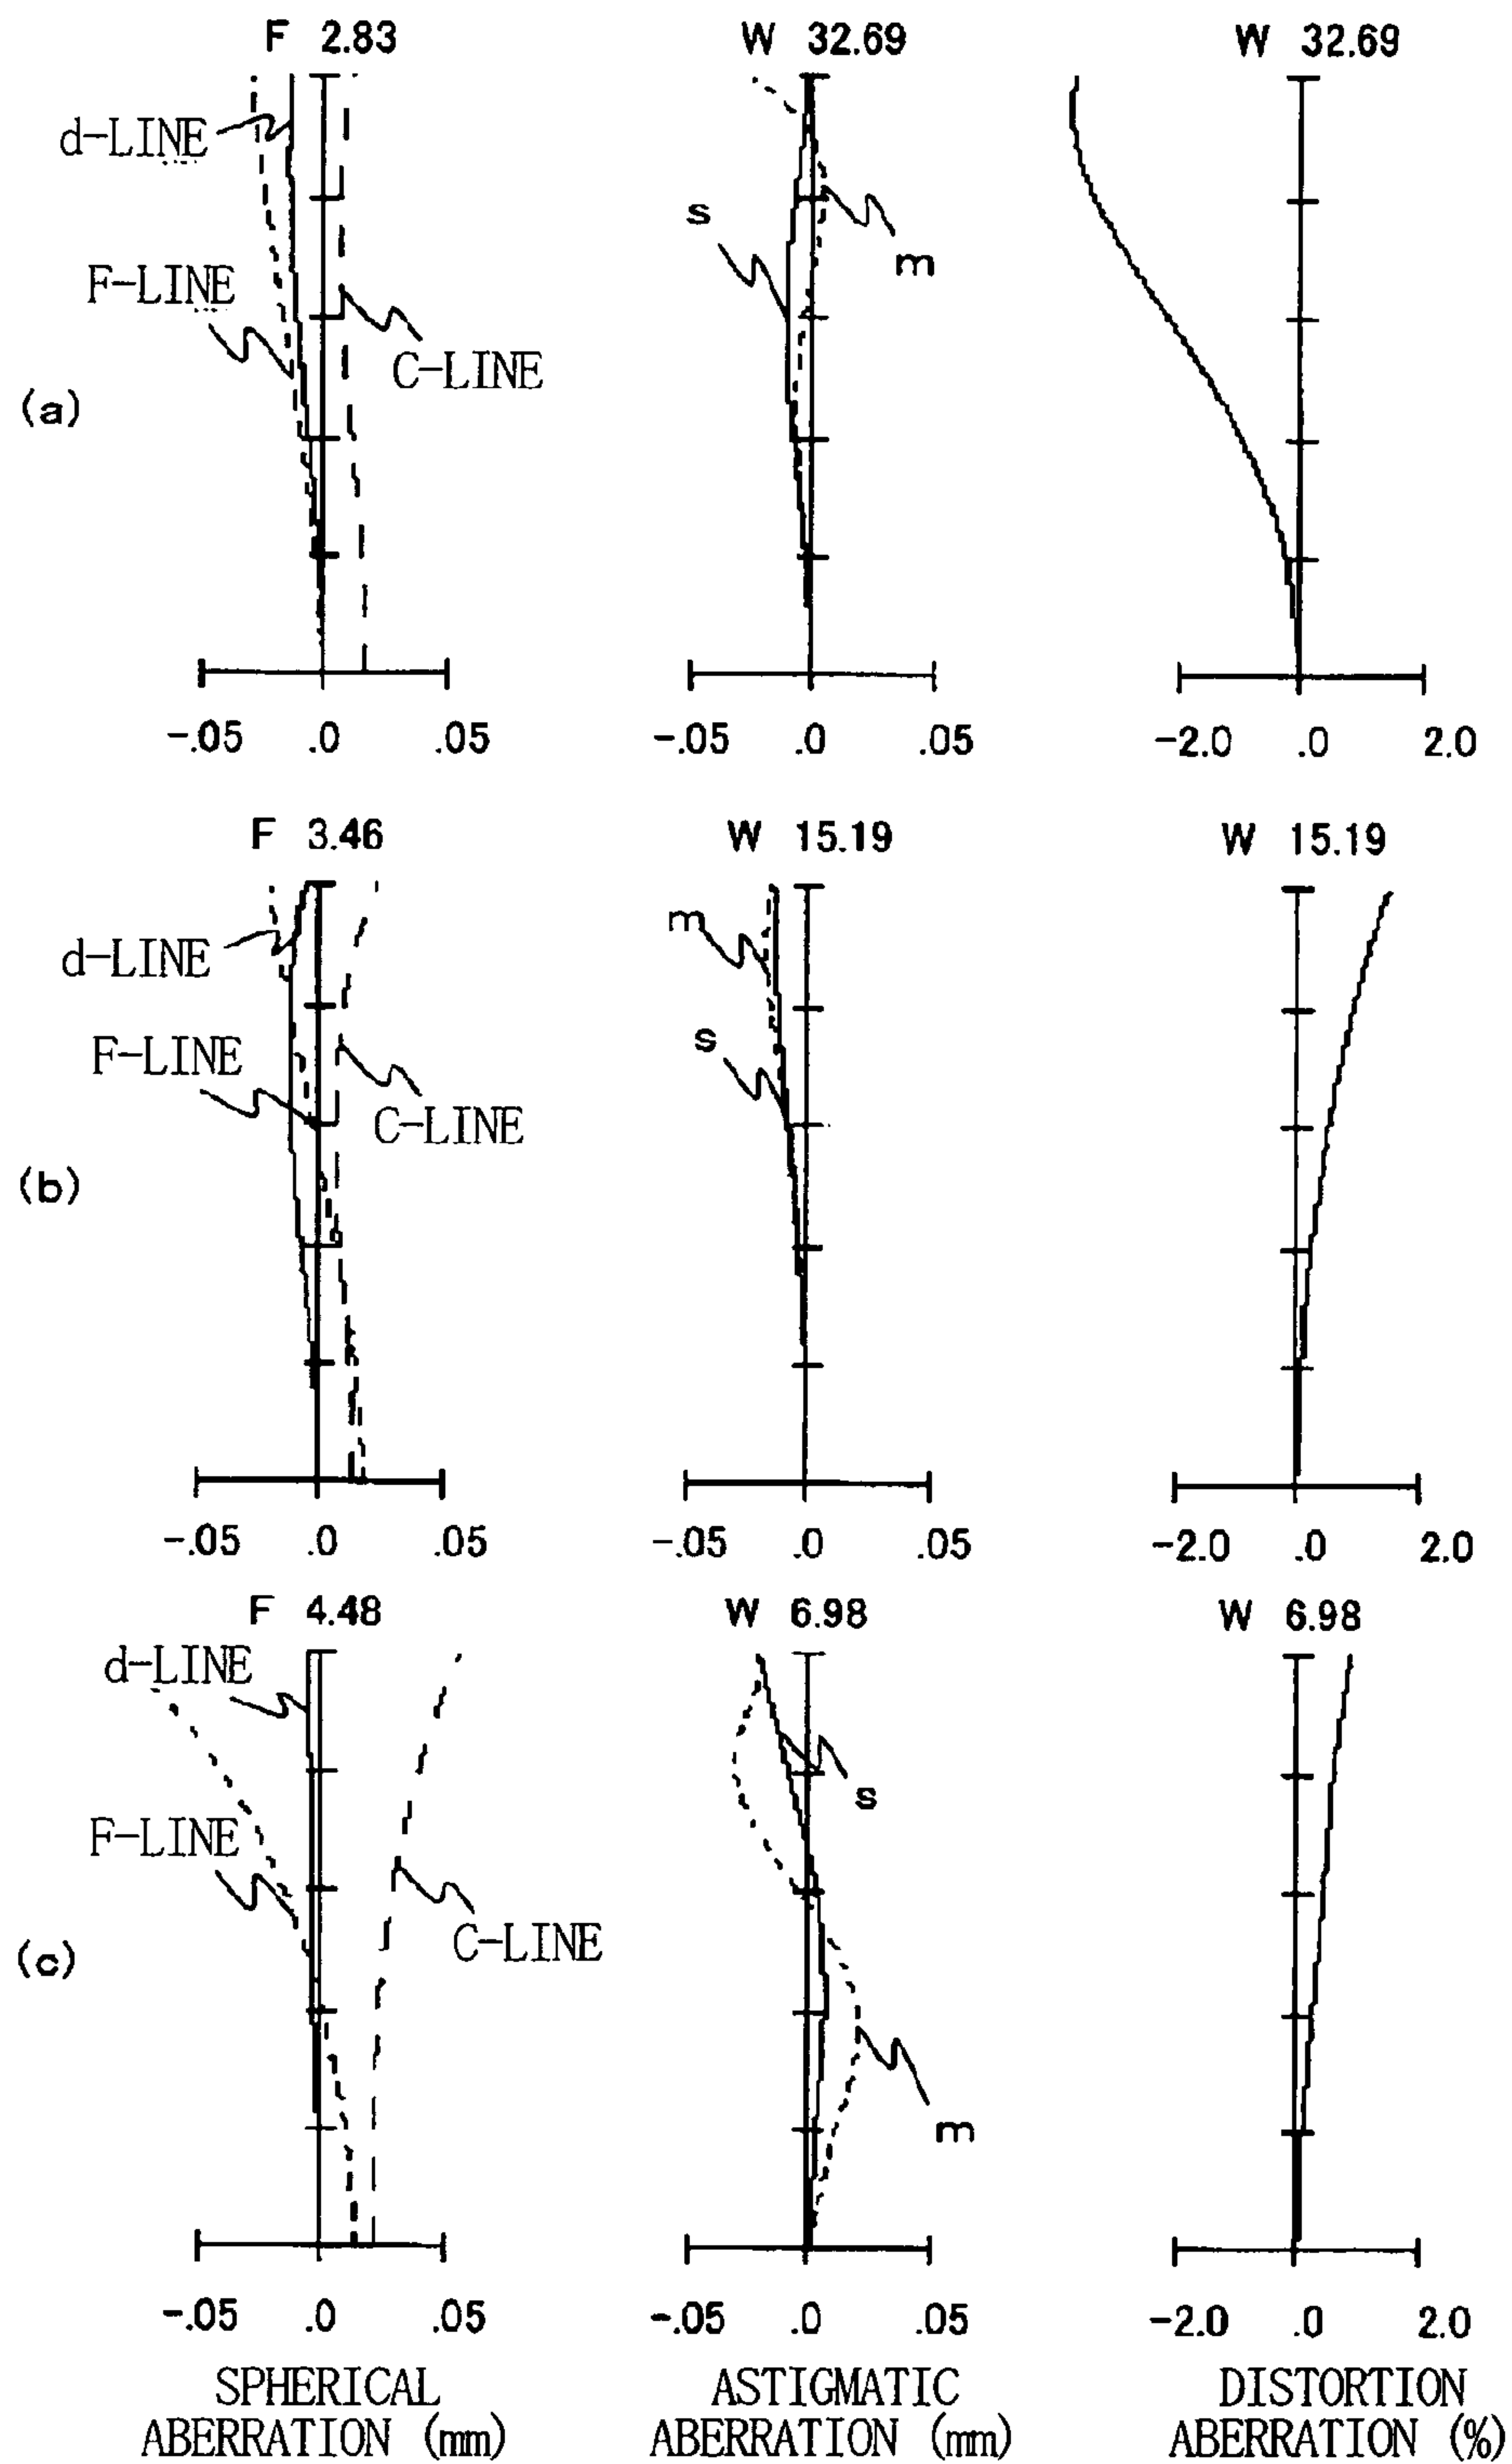 F 2.83
W 32.69
W 32.69
d-LINE
s
m
F-LINE
C-LINE
(a)
-.05 .0 .05
-.05 .0 .05
-2.0 .0 2.0
F 3.46
W 15.19
W 15.19
m
d-LINE
s
F-LINE
C-LINE
(b)
-.05 .0 .05
-.05 .0 .05
-2.0 .0 2.0
F 4.48
W 6.98
W 6.98
d-LINE
s
F-LINE
C-LINE
(c)
m
-.05 .0 .05
-.05 .0 .05
-2.0 .0 2.0
SPHERICAL
ABERRATION (mm)
ASTIGMATIC
ABERRATION (mm)
DISTORTION
ABERRATION (%)